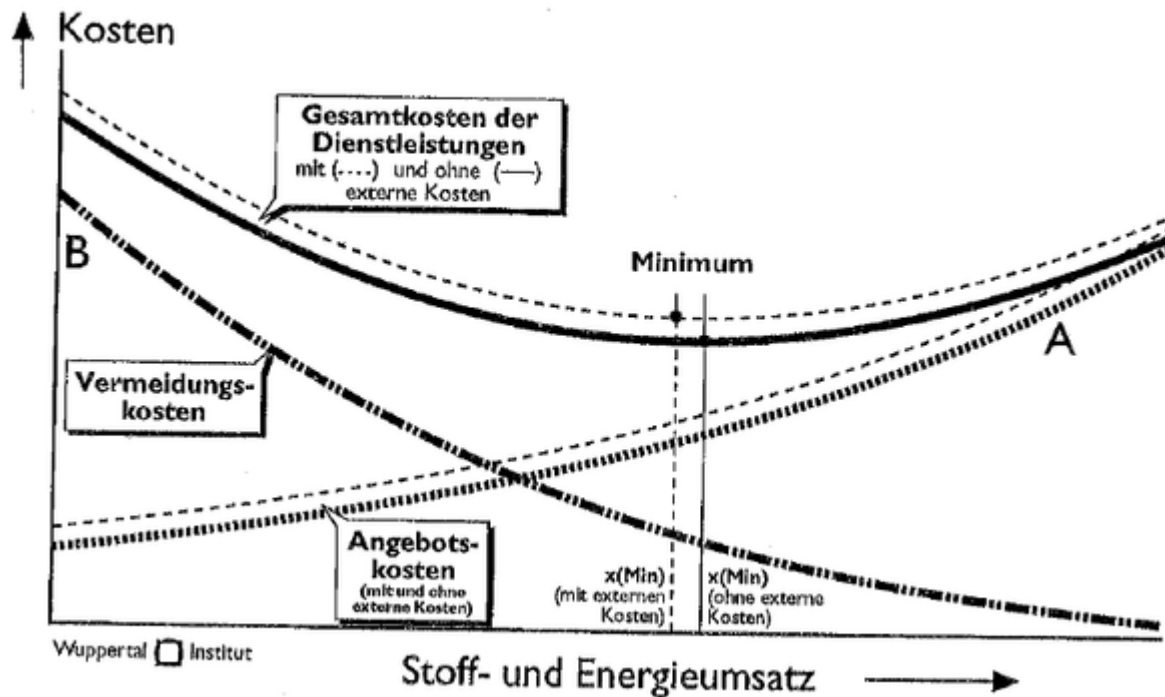 Kosten
Gesamtkosten der
Dienstleistungen
mit (----) und ohne (—)
externe Kosten
B
Minimum
A
Vermeidungs-
kosten
Angebots-
kosten
(mit und ohne
externe Kosten)
x(Min)
(mit externen
Kosten)
x(Min)
(ohne externe
Kosten)
Wuppertal Institut
Stoff- und Energieumsatz